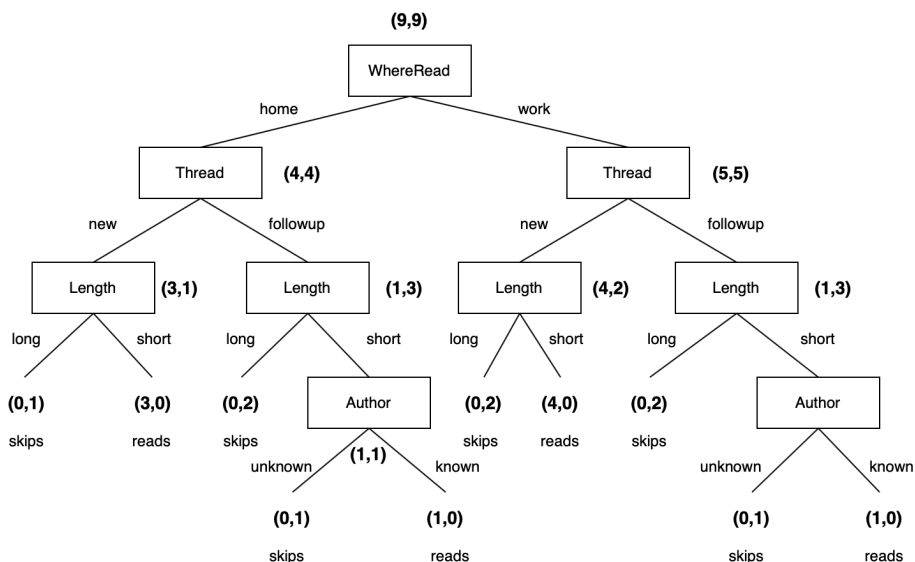 (9,9)
WhereRead
home work
Thread (4,4) Thread (5,5)
new followup new followup
Length (3,1) Length (1,3) Length (4,2) Length (1,3)
long short long short long short long short
(0,1) (3,0) (0,2) Author (0,2) (4,0) (0,2) Author
skips reads skips skips reads skips
unknown (1,1) known unknown known
(0,1) (1,0) (0,1) (1,0)
skips reads skips reads